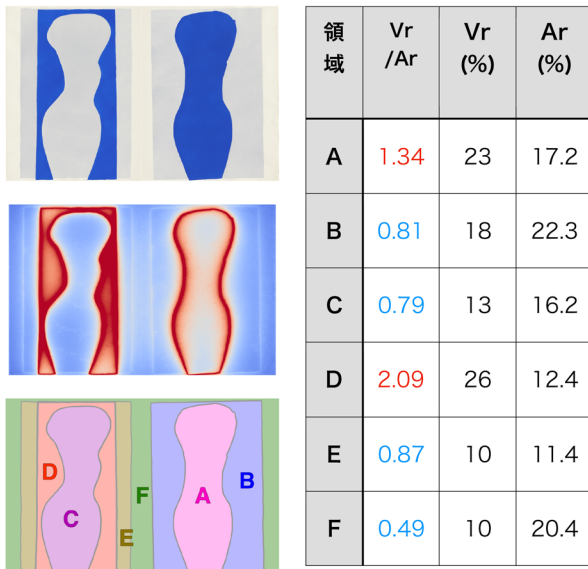 領域 Vr/Ar Vr(%) Ar(%)
A 1.34 23 17.2
B 0.81 18 22.3
C 0.79 13 16.2
D 2.09 26 12.4
E 0.87 10 11.4
F 0.49 10 20.4
D
F
A
B
C
E